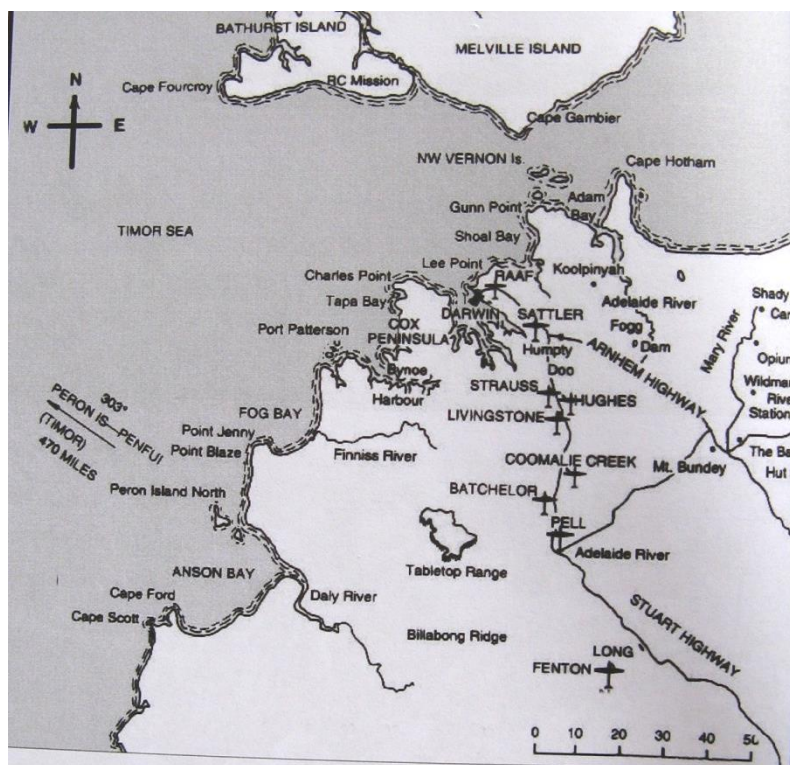 BATHURST ISLAND
MELVILLE ISLAND
RC Mission
Cape Fourcroy
N
W E
Cape Gambier
NW VERNON Is.
Cape Hotham
Adam
Bay
Gunn Point
TIMOR SEA
Shoal Bay
Lee Point
Koolpinyah
Charles Point
RAAF
Tapa Bay
Adelaide River
Shady
DARWIN
SATTLER
Port Patterson
COX
PENINSULA
Fogg
Dam
Mary River
Humpty
Doo
ARNHEM HIGHWAY
Bynoe
Harbour
STRAUSS
HUGHES
303°
PERON IS—PENFUI
(TIMOR)
470 MILES
FOG BAY
LIVINGSTONE
River
Station
Point Jenny
Point Blaze
Finniss River
COOMALIE CREEK
Mt. Bundey
The
Hut
Peron Island North
BATCHELOR
PELL
Adelaide River
Tabletop Range
ANSON BAY
Cape Ford
Daly River
Cape Scott
Billabong Ridge
STUART HIGHWAY
LONG
FENTON
0 10 20 30 40 50